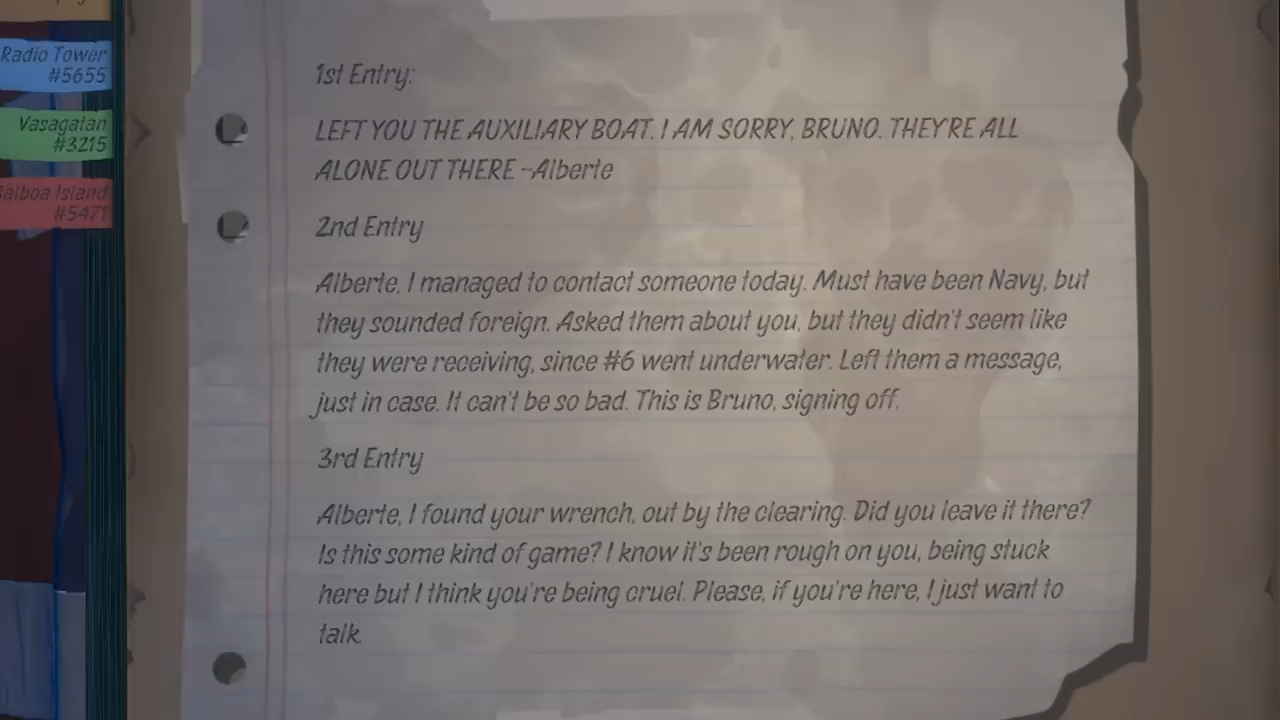 Radio Tower
#5655
Vasagatan
#3215
Balboa Island
#5471
1st Entry:
LEFT YOU THE AUXILIARY BOAT. I AM SORRY, BRUNO. THEY'RE ALL
ALONE OUT THERE ~Alberte
2nd Entry
Alberte, I managed to contact someone today. Must have been Navy, but
they sounded foreign. Asked them about you, but they didn't seem like
they were receiving, since #6 went underwater. Left them a message,
just in case. It can't be so bad. This is Bruno, signing off.
3rd Entry
Alberte, I found your wrench, out by the clearing. Did you leave it there?
Is this some kind of game? I know it's been rough on you, being stuck
here but I think you're being cruel. Please, if you're here, I just want to
talk.